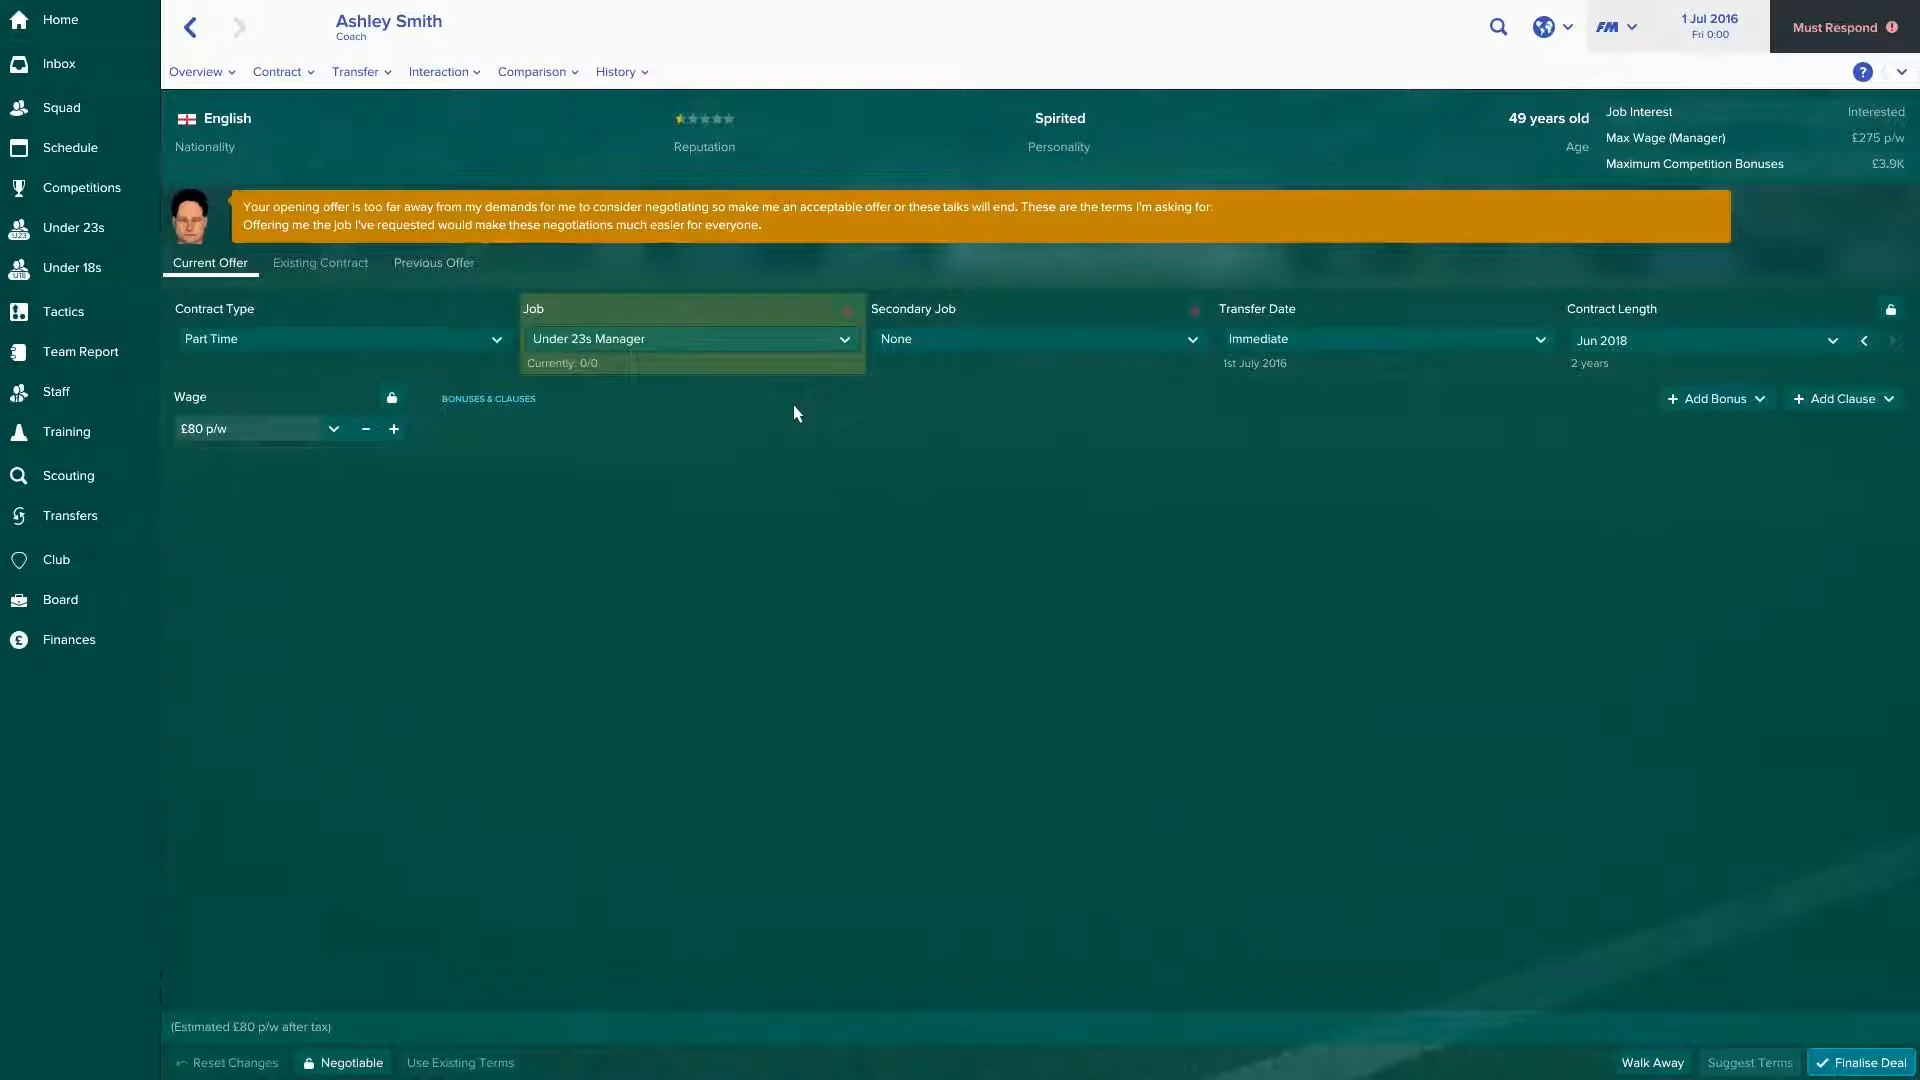 Home
Inbox
Squad
Schedule
Competitions
U23
Under 23s
U18
Under 18s
Tactics
Team Report
Staff
Training
Scouting
Transfers
Club
Board
£ Finances
Ashley Smith
Coach
FM
1 Jul 2016
Fri 0:00
Must Respond !
Overview Contract Transfer Interaction Comparison History
?
English
Nationality
Reputation
Spirited
Personality
49 years old
Age
Job Interest Interested
Max Wage (Manager) £275 p/w
Maximum Competition Bonuses £3.9K
Your opening offer is too far away from my demands for me to consider negotiating so make me an acceptable offer or these talks will end. These are the terms I'm asking for:
Offering me the job I've requested would make these negotiations much easier for everyone.
Current Offer Existing Contract Previous Offer
Contract Type
Part Time
Job
Under 23s Manager
Currently: 0/0
Secondary Job
None
Transfer Date
Immediate
1st July 2016
Contract Length
Jun 2018
2 years
Wage
£80 p/w - +
BONUSES & CLAUSES
+ Add Bonus + Add Clause
(Estimated £80 p/w after tax)
Reset Changes Negotiable Use Existing Terms
Walk Away Suggest Terms Finalise Deal